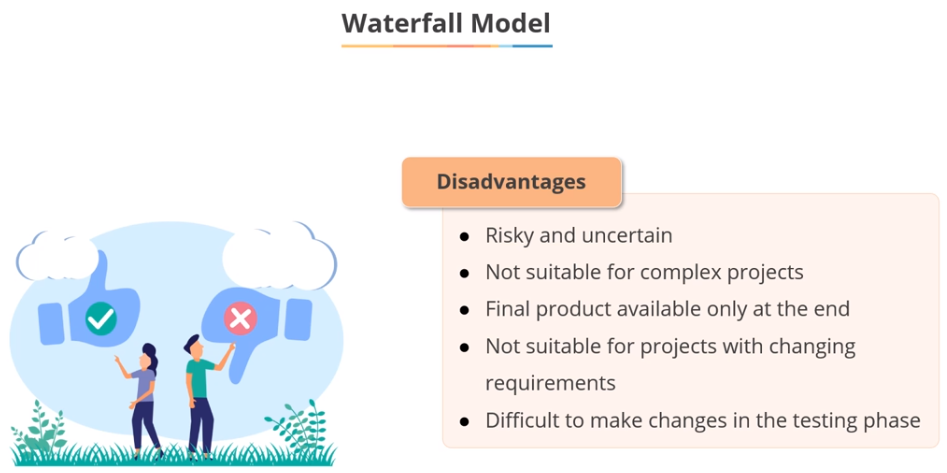 Waterfall Model
Disadvantages
● Risky and uncertain
● Not suitable for complex projects
● Final product available only at the end
● Not suitable for projects with changing
requirements
● Difficult to make changes in the testing phase